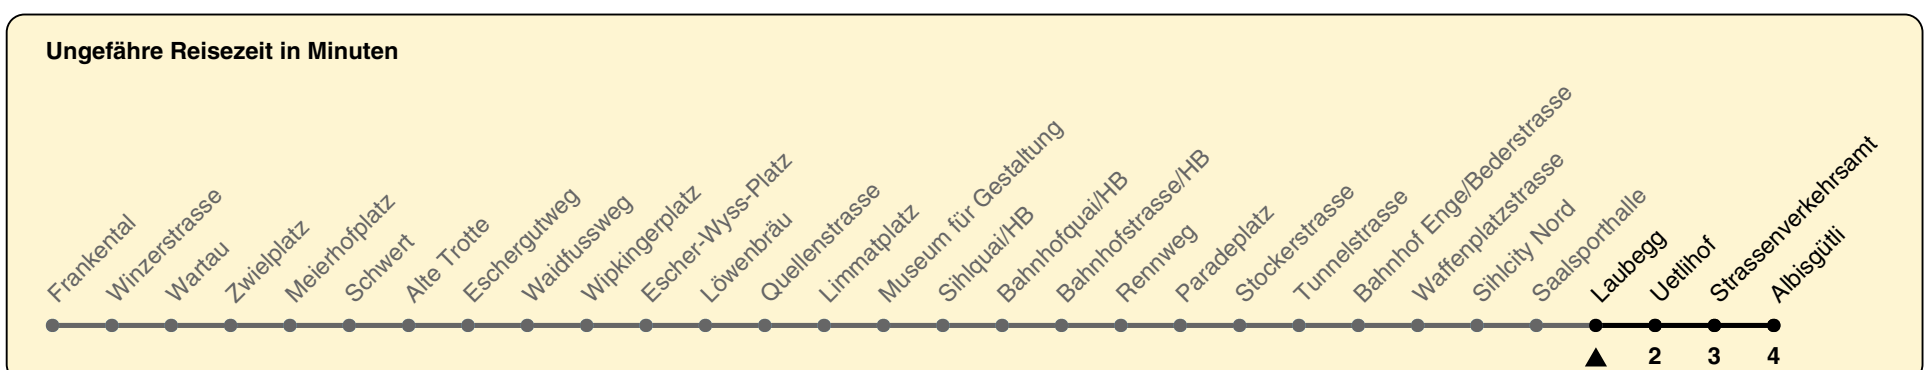 Ungefähre Reisezeit in Minuten
Frankental
Winzerstrasse
Wartau
Zwielplatz
Meierhofplatz
Schwert
Alte Trotte
Eschergutweg
Waidfussweg
Wipkingerplatz
Escher-Wyss-Platz
Löwenbräu
Quellenstrasse
Limmatplatz
Museum für Gestaltung
Sihlquai/HB
Bahnhofquai/HB
Bahnhofstrasse/HB
Rennweg
Paradeplatz
Stockerstrasse
Tunnelstrasse
Bahnhof Enge/Bederstrasse
Waffenplatzstrasse
Sihlcity Nord
Saalsporthalle
Laubegg
Uetlihof
Strassenverkehrsamt
Albisgütli
2 3 4